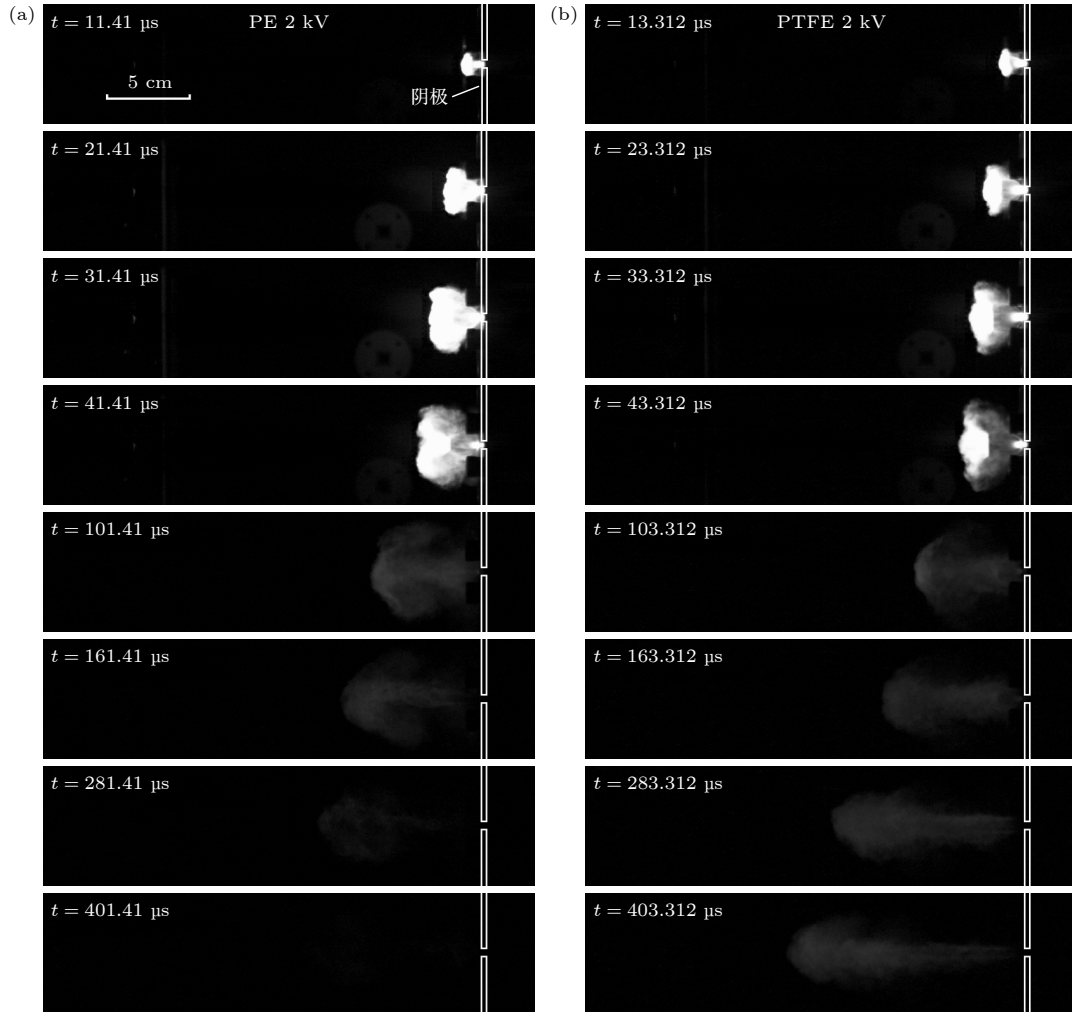 (a)
t = 11.41 µs
PE 2 kV
5 cm
阴极
t = 21.41 µs
t = 31.41 µs
t = 41.41 µs
t = 101.41 µs
t = 161.41 µs
t = 281.41 µs
t = 401.41 µs
(b)
t = 13.312 µs
PTFE 2 kV
t = 23.312 µs
t = 33.312 µs
t = 43.312 µs
t = 103.312 µs
t = 163.312 µs
t = 283.312 µs
t = 403.312 µs